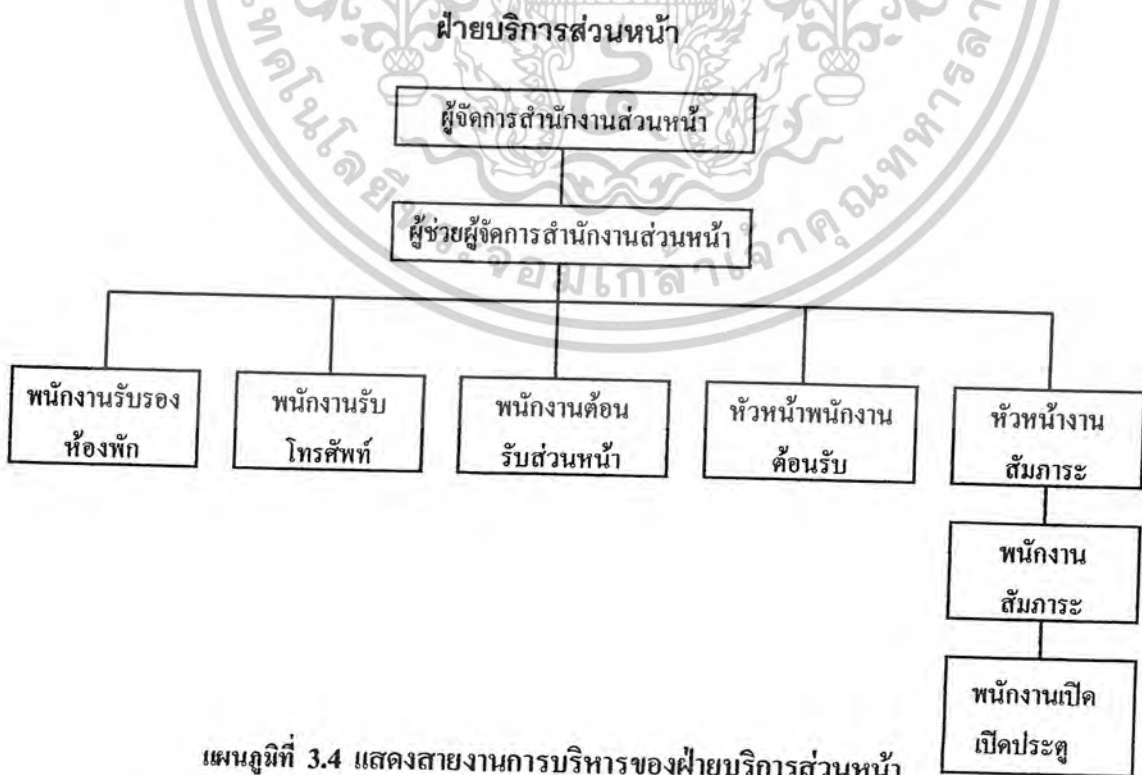 ฝ่ายบริการส่วนหน้า
ผู้จัดการสำนักงานส่วนหน้า
ผู้ช่วยผู้จัดการสำนักงานส่วนหน้า
พนักงานรับรอง
ห้องพัก
พนักงานรับ
โทรศัพท์
พนักงานต้อน
รับส่วนหน้า
หัวหน้าพนักงาน
ต้อนรับ
หัวหน้างาน
สัมภาระ
พนักงาน
สัมภาระ
พนักงานเปิด
เปิดประตู
แผนภูมิที่ 3.4 แสดงสายงานการบริหารของฝ่ายบริการส่วนหน้า